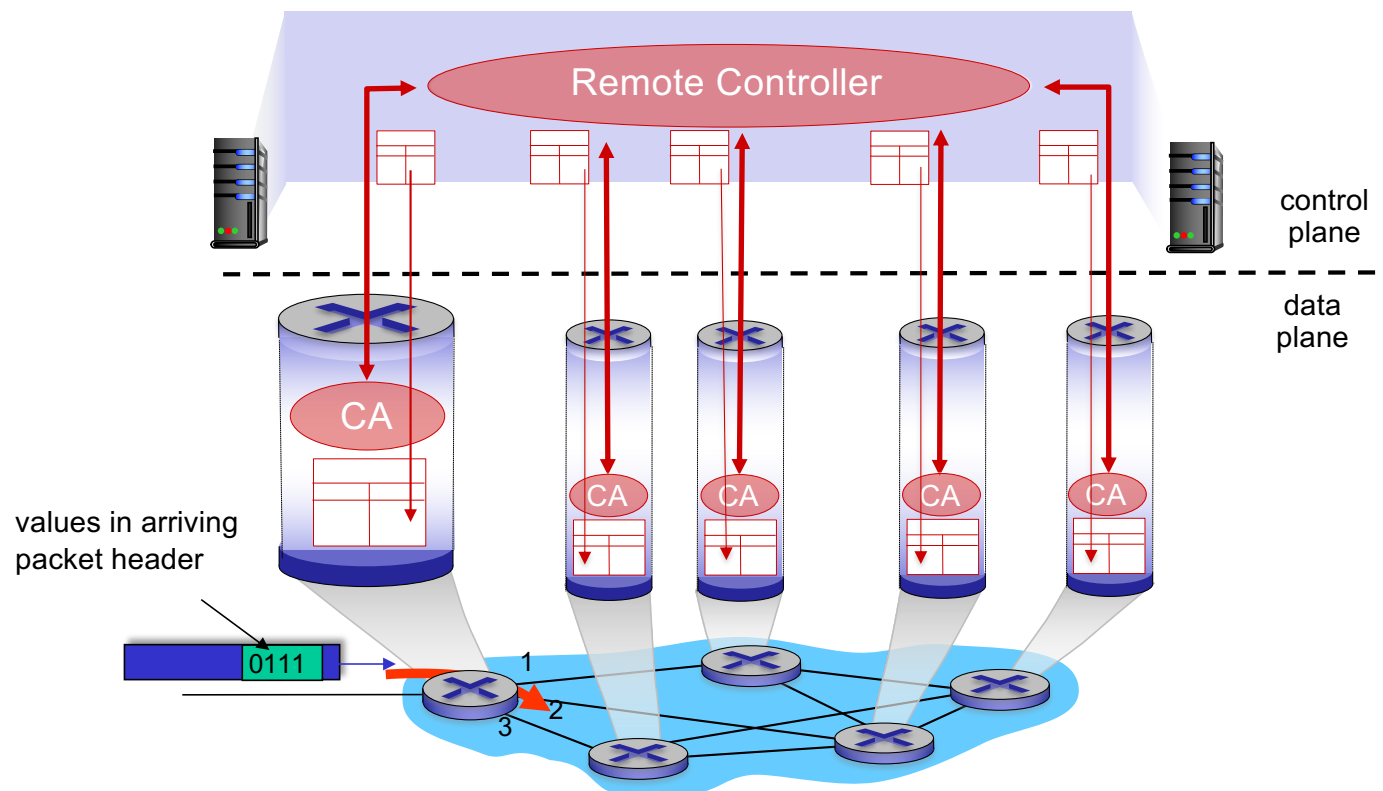 Remote Controller
control
plane
data
plane
CA
CA
CA
CA
CA
values in arriving
packet header
0111
1
2
3